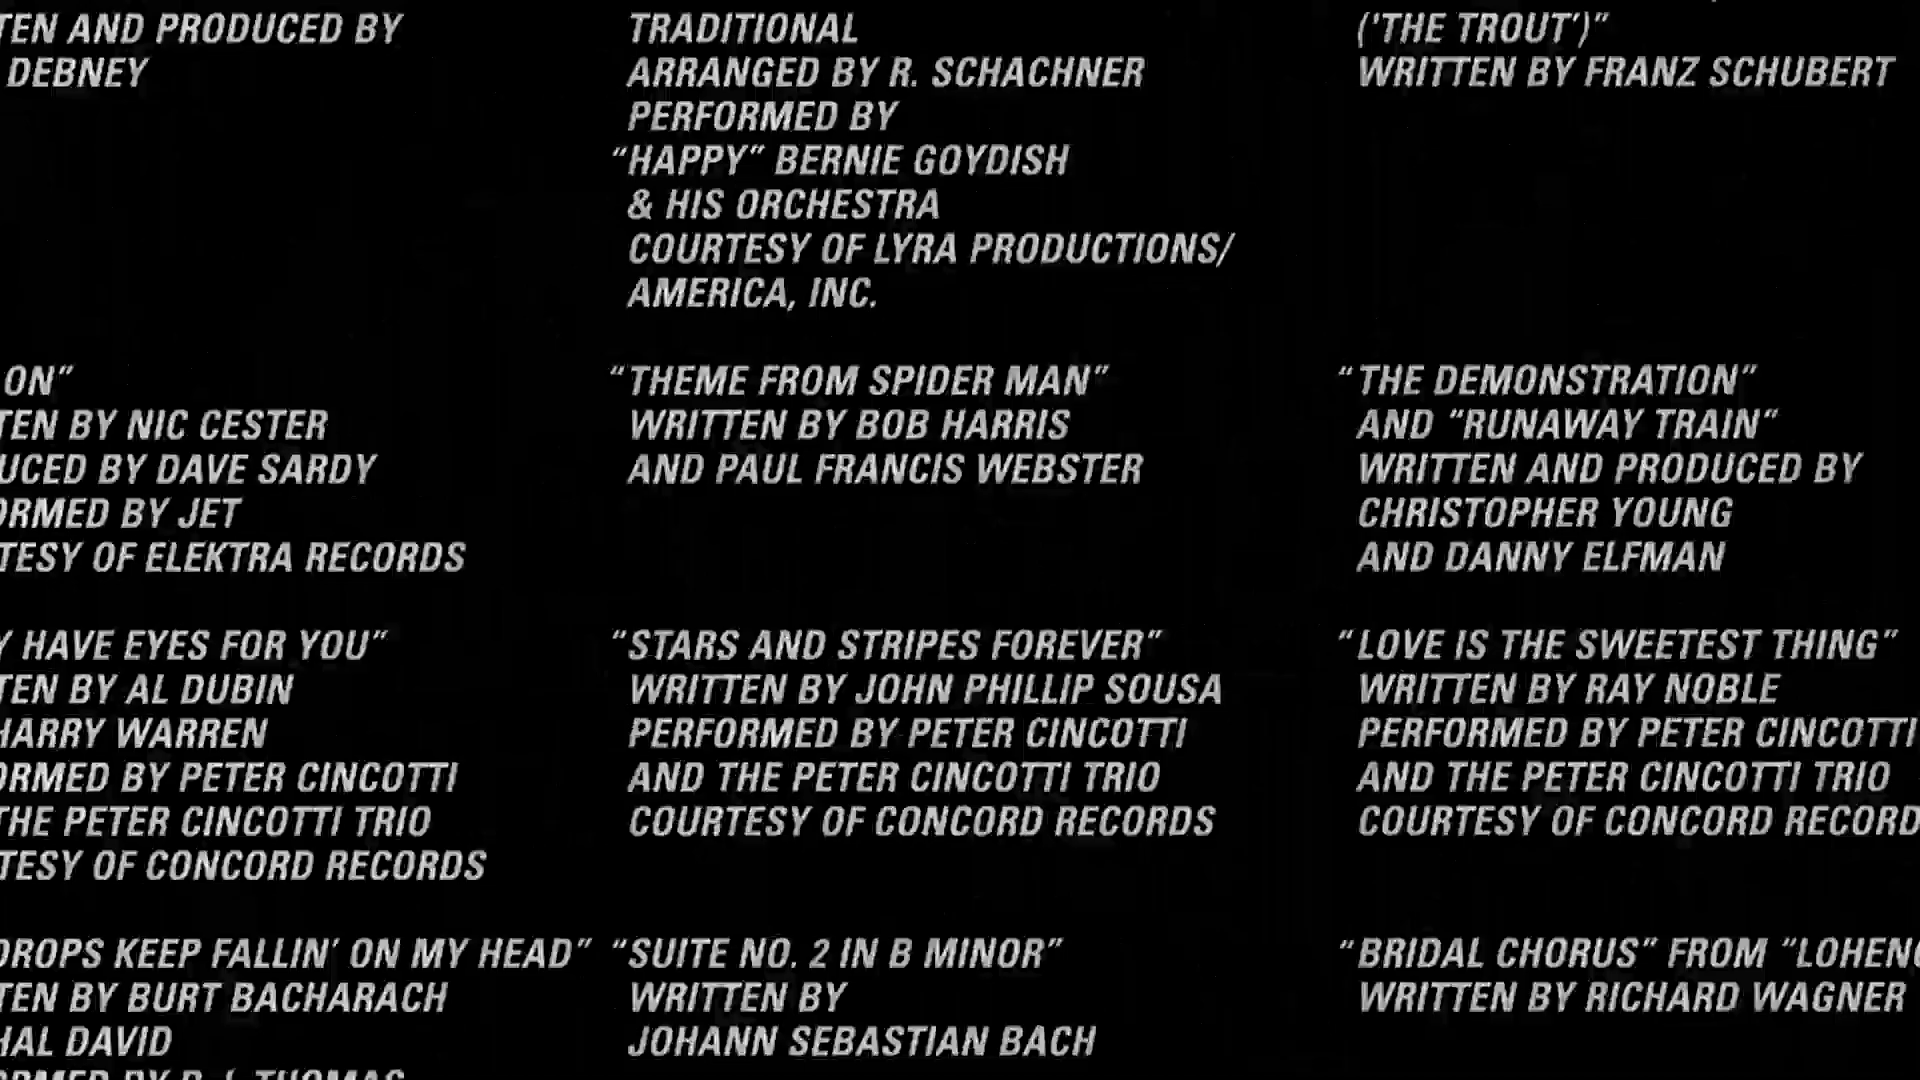 TEN AND PRODUCED BY
DEBNEY
ON”
TEN BY NIC CESTER
UCED BY DAVE SARDY
ORMED BY JET
TESY OF ELEKTRA RECORDS
Y HAVE EYES FOR YOU”
TEN BY AL DUBIN
HARRY WARREN
ORMED BY PETER CINCOTTI
THE PETER CINCOTTI TRIO
TESY OF CONCORD RECORDS
DROPS KEEP FALLIN’ ON MY HEAD”
TEN BY BURT BACHARACH
HAL DAVID
ORMED BY B.J. THOMAS
TRADITIONAL
ARRANGED BY R. SCHACHNER
PERFORMED BY
“HAPPY” BERNIE GOYDISH
& HIS ORCHESTRA
COURTESY OF LYRA PRODUCTIONS/
AMERICA, INC.
“THEME FROM SPIDER MAN”
WRITTEN BY BOB HARRIS
AND PAUL FRANCIS WEBSTER
“STARS AND STRIPES FOREVER”
WRITTEN BY JOHN PHILLIP SOUSA
PERFORMED BY PETER CINCOTTI
AND THE PETER CINCOTTI TRIO
COURTESY OF CONCORD RECORDS
“SUITE NO. 2 IN B MINOR”
WRITTEN BY
JOHANN SEBASTIAN BACH
(‘THE TROUT’)”
WRITTEN BY FRANZ SCHUBERT
“THE DEMONSTRATION”
AND “RUNAWAY TRAIN”
WRITTEN AND PRODUCED BY
CHRISTOPHER YOUNG
AND DANNY ELFMAN
“LOVE IS THE SWEETEST THING”
WRITTEN BY RAY NOBLE
PERFORMED BY PETER CINCOTTI
AND THE PETER CINCOTTI TRIO
COURTESY OF CONCORD RECORD
“BRIDAL CHORUS” FROM “LOHENG
WRITTEN BY RICHARD WAGNER